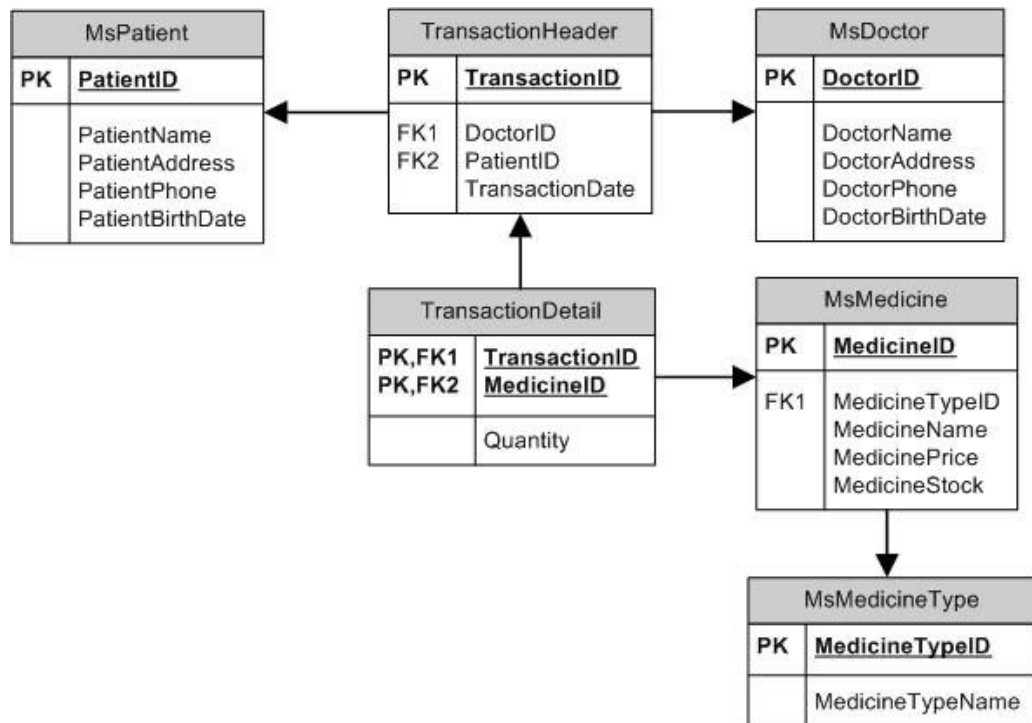 MsPatient
PK PatientID
PatientName
PatientAddress
PatientPhone
PatientBirthDate
TransactionHeader
PK TransactionID
FK1 DoctorID
FK2 PatientID
TransactionDate
MsDoctor
PK DoctorID
DoctorName
DoctorAddress
DoctorPhone
DoctorBirthDate
TransactionDetail
PK,FK1 TransactionID
PK,FK2 MedicineID
Quantity
MsMedicine
PK MedicineID
FK1 MedicineTypeID
MedicineName
MedicinePrice
MedicineStock
MsMedicineType
PK MedicineTypeID
MedicineTypeName